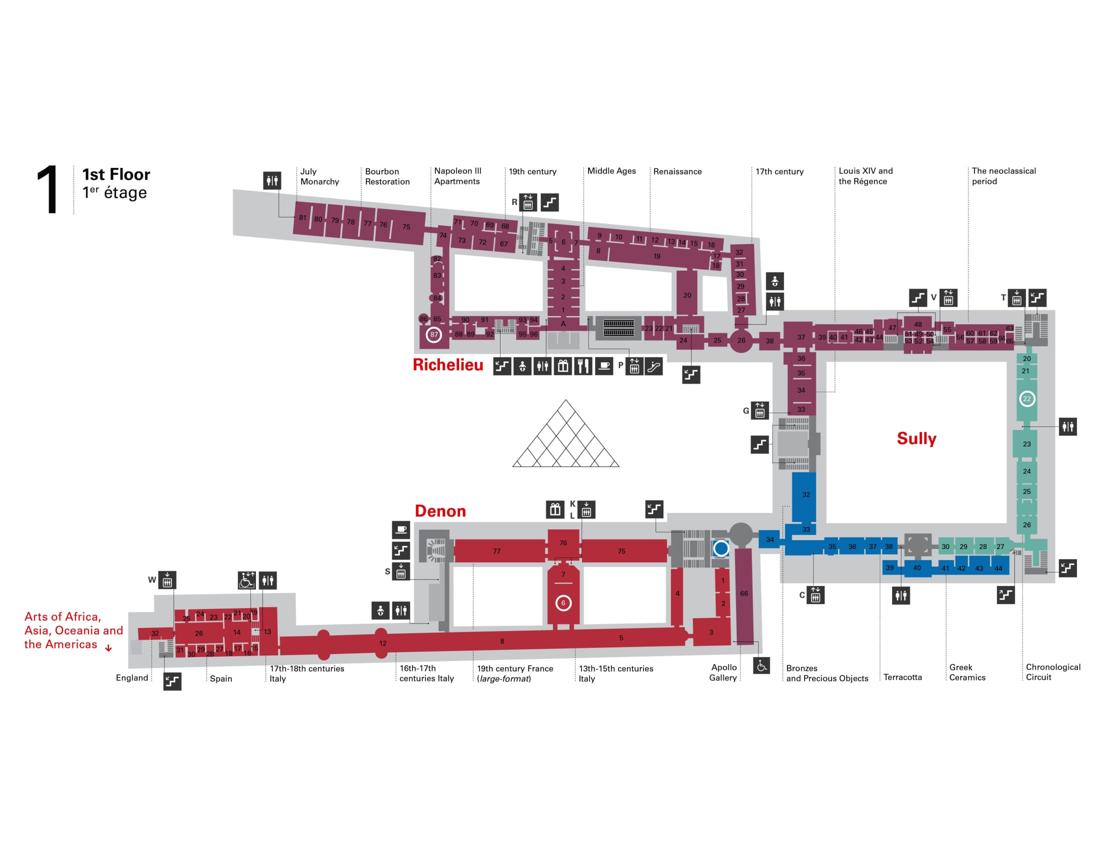 1
1st Floor
1er étage
July
Monarchy
Bourbon
Restoration
Napoleon III
Apartments
19th century
Middle Ages
Renaissance
17th century
Louis XIV and
the Régence
The neoclassical
period
R
81 80 79 78 77 76 75
74
71 70 69 68
73 72 67
5 6 7
9 10 11 12 13 14 15 16
8 19 17
18
32
31
30
29
28
27
82
83
84
85
86
87
4
3
2
1
A
90 91 92 93 94
88 89 95 96
20
23 22 21
24 25 26 38 37
39 40 41
46 45
42 43 44
47 48
51 49 50
53 52 54
55 56
60 61 62
57 58 59
63
V
T
P
Richelieu
36
35
34
33
G
Sully
20
21
22
23
24
25
26
32
33
34
35 36 37 38
30 29 28 27
39 40 41 42 43 44
C
Denon
K
L
77 76 75
7
6
S
4
1
2
3
66
W
Arts of Africa,
Asia, Oceania and
the Americas
32
26 14 13
12 8 5
England
Spain
17th-18th centuries
Italy
16th-17th
centuries Italy
19th century France
(large-format)
13th-15th centuries
Italy
Apollo
Gallery
Bronzes
and Precious Objects
Terracotta
Greek
Ceramics
Chronological
Circuit